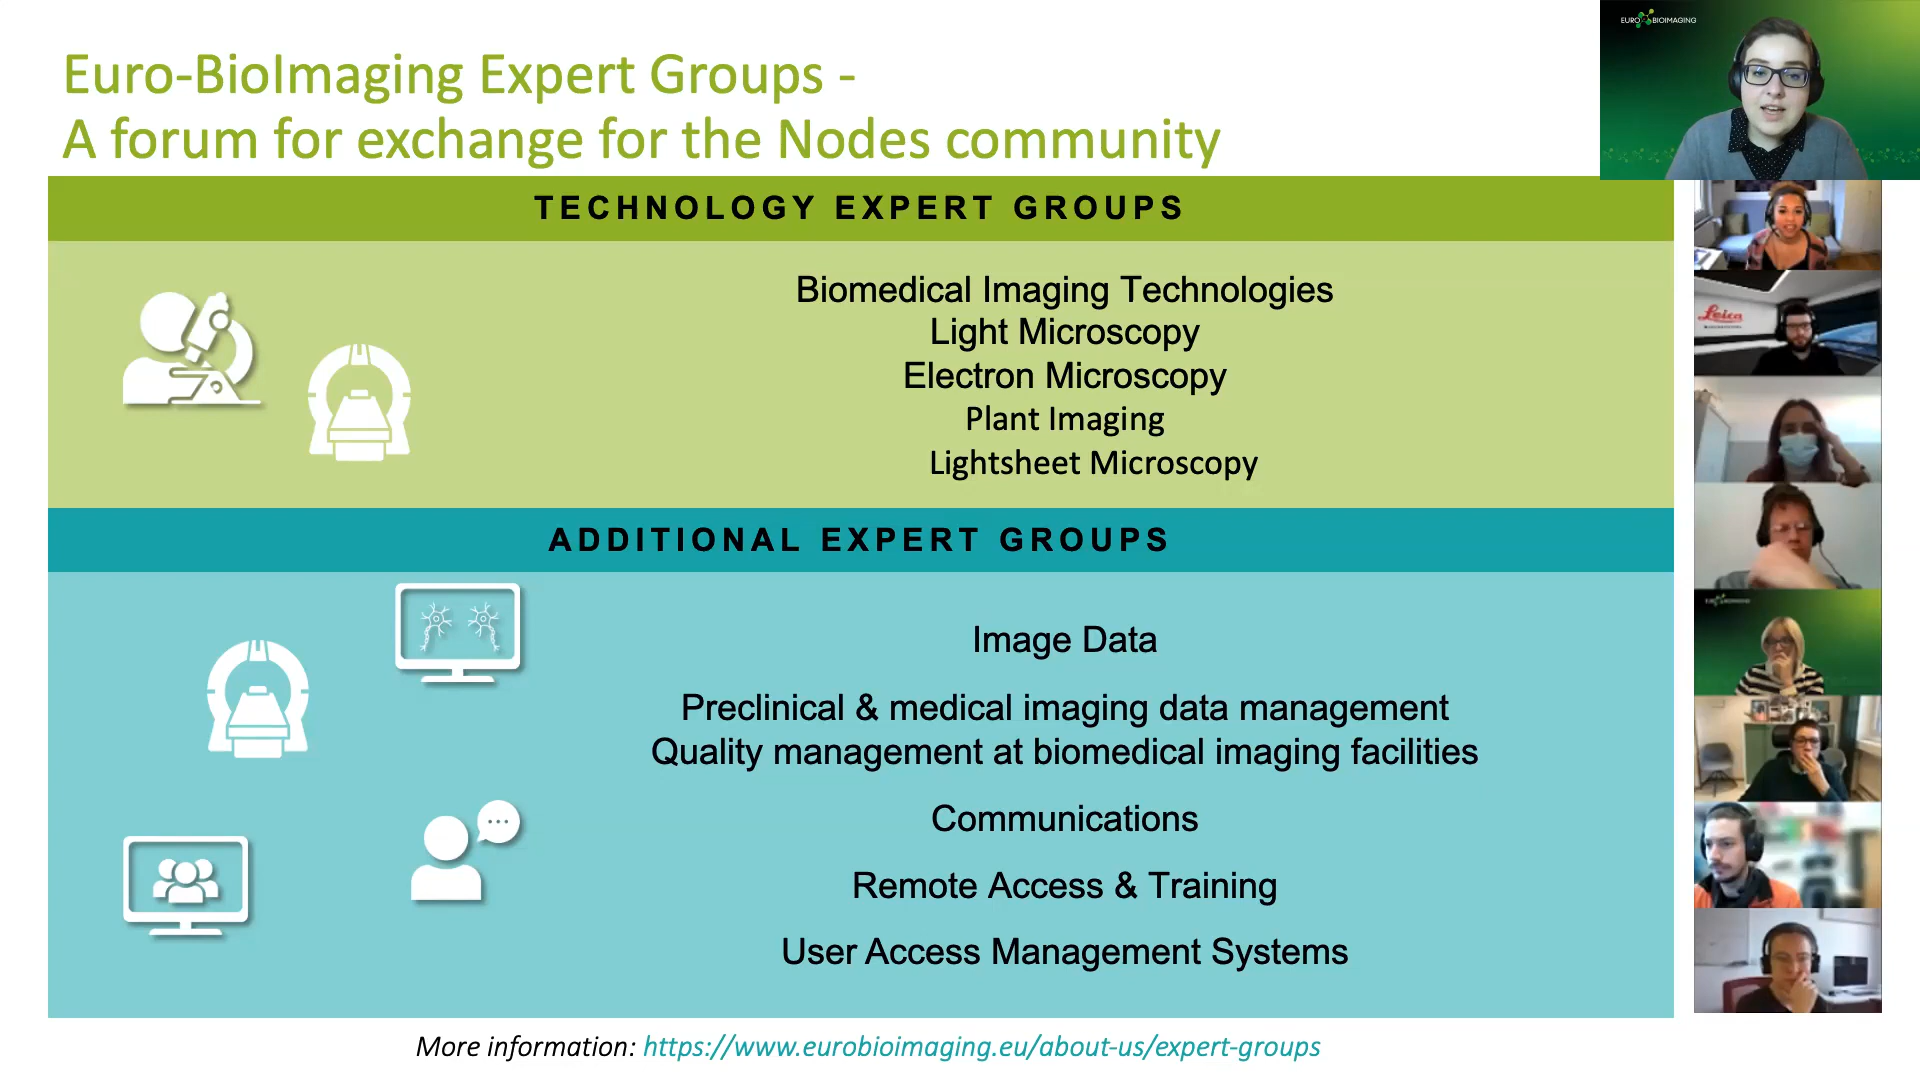 Euro-BioImaging Expert Groups -
A forum for exchange for the Nodes community
EURO BIOIMAGING
TECHNOLOGY EXPERT GROUPS
Biomedical Imaging Technologies
Light Microscopy
Electron Microscopy
Plant Imaging
Lightsheet Microscopy
Leica
ADDITIONAL EXPERT GROUPS
Image Data
Preclinical & medical imaging data management
Quality management at biomedical imaging facilities
Communications
Remote Access & Training
User Access Management Systems
More information: https://www.eurobioimaging.eu/about-us/expert-groups